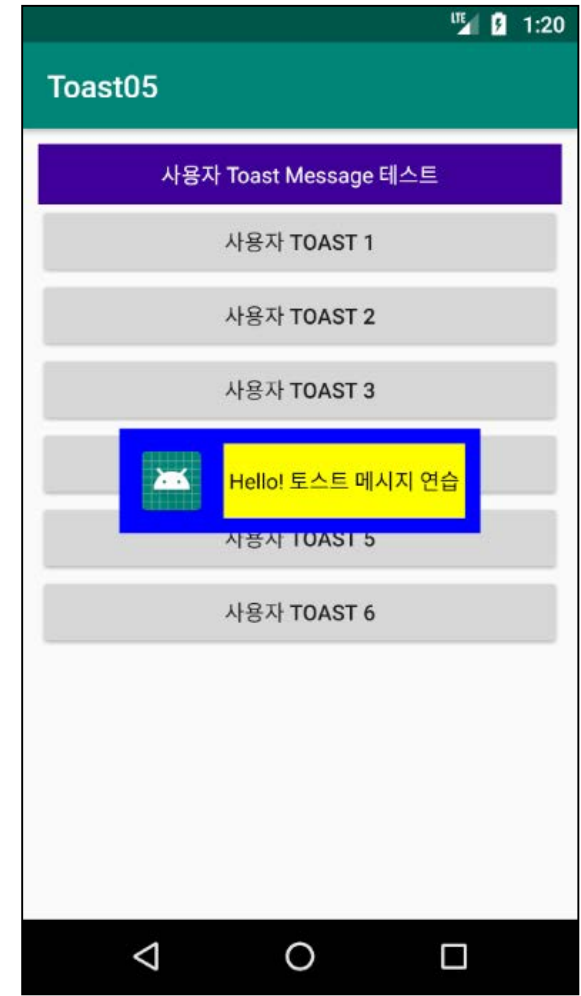 LTE 1:20
Toast05
사용자 Toast Message 테스트
사용자 TOAST 1
사용자 TOAST 2
사용자 TOAST 3
Hello! 토스트 메시지 연습
사용자 TOAST 5
사용자 TOAST 6